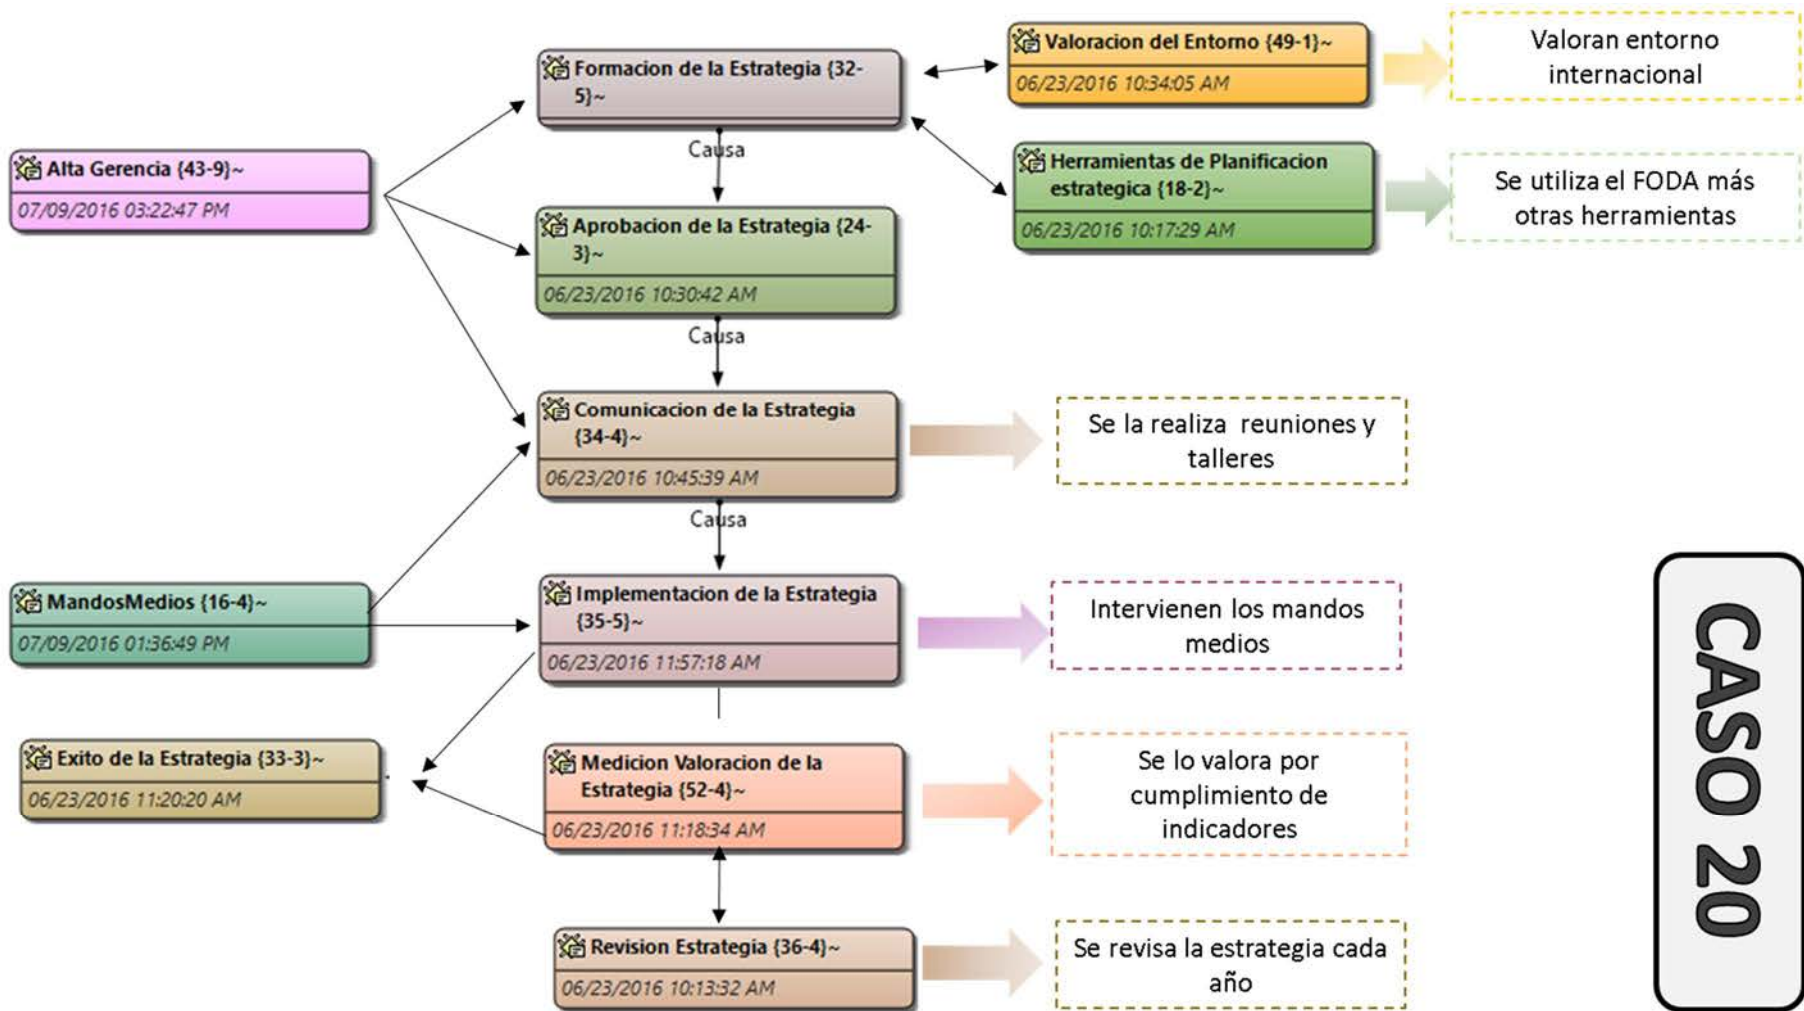 Formacion de la Estrategia {32-
5}~
Valoracion del Entorno {49-1}~
06/23/2016 10:34:05 AM
Valoran entorno
internacional
Causa
Alta Gerencia {43-9}~
07/09/2016 03:22:47 PM
Herramientas de Planificacion
estrategica {18-2}~
06/23/2016 10:17:29 AM
Se utiliza el FODA más
otras herramientas
Aprobacion de la Estrategia {24-
3}~
06/23/2016 10:30:42 AM
Causa
Comunicacion de la Estrategia
{34-4}~
06/23/2016 10:45:39 AM
Se la realiza reuniones y
talleres
Causa
MandosMedios {16-4}~
07/09/2016 01:36:49 PM
Implementacion de la Estrategia
{35-5}~
06/23/2016 11:57:18 AM
Intervienen los mandos
medios
Exito de la Estrategia {33-3}~
06/23/2016 11:20:20 AM
Medicion Valoracion de la
Estrategia {52-4}~
06/23/2016 11:18:34 AM
Se lo valora por
cumplimiento de
indicadores
Revision Estrategia {36-4}~
06/23/2016 10:13:32 AM
Se revisa la estrategia cada
año
CASO 20